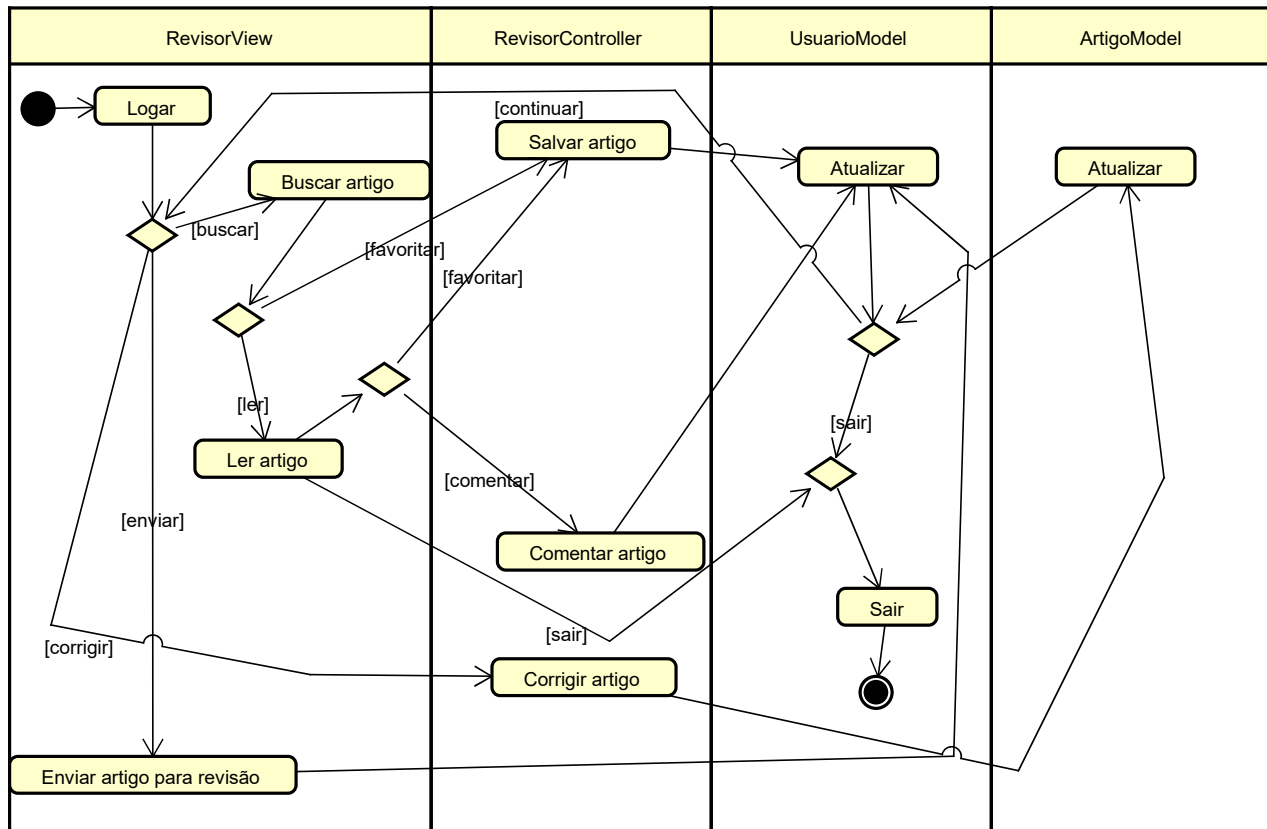 RevisorView
RevisorController
UsuarioModel
ArtigoModel
Logar
[continuar]
Salvar artigo
Atualizar
Atualizar
Buscar artigo
[buscar]
[favoritar]
[favoritar]
[ler]
[sair]
Ler artigo
[comentar]
[enviar]
Comentar artigo
Sair
[sair]
[corrigir]
Corrigir artigo
Enviar artigo para revisão